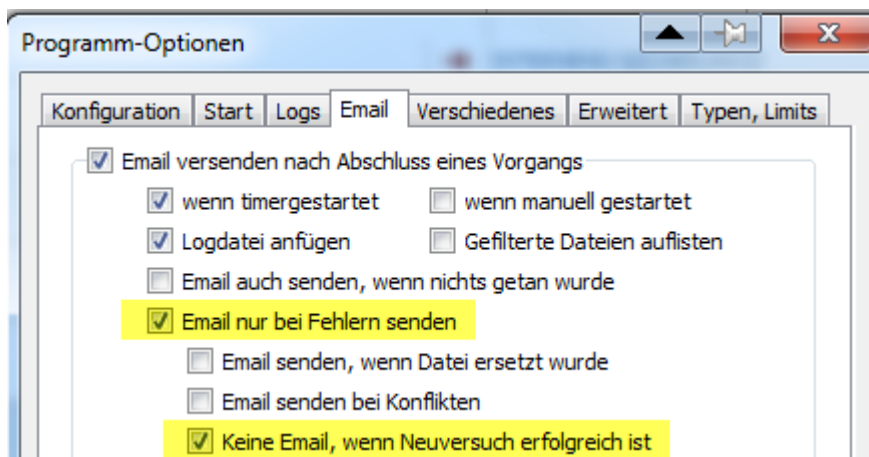 Programm-Optionen
Konfiguration Start Logs Email Verschiedenes Erweitert Typen, Limits
Email versenden nach Abschluss eines Vorgangs
wenn timergestartet wenn manuell gestartet
Logdatei anfügen Gefilterte Dateien auflisten
Email auch senden, wenn nichts getan wurde
Email nur bei Fehlern senden
Email senden, wenn Datei ersetzt wurde
Email senden bei Konflikten
Keine Email, wenn Neuversuch erfolgreich ist